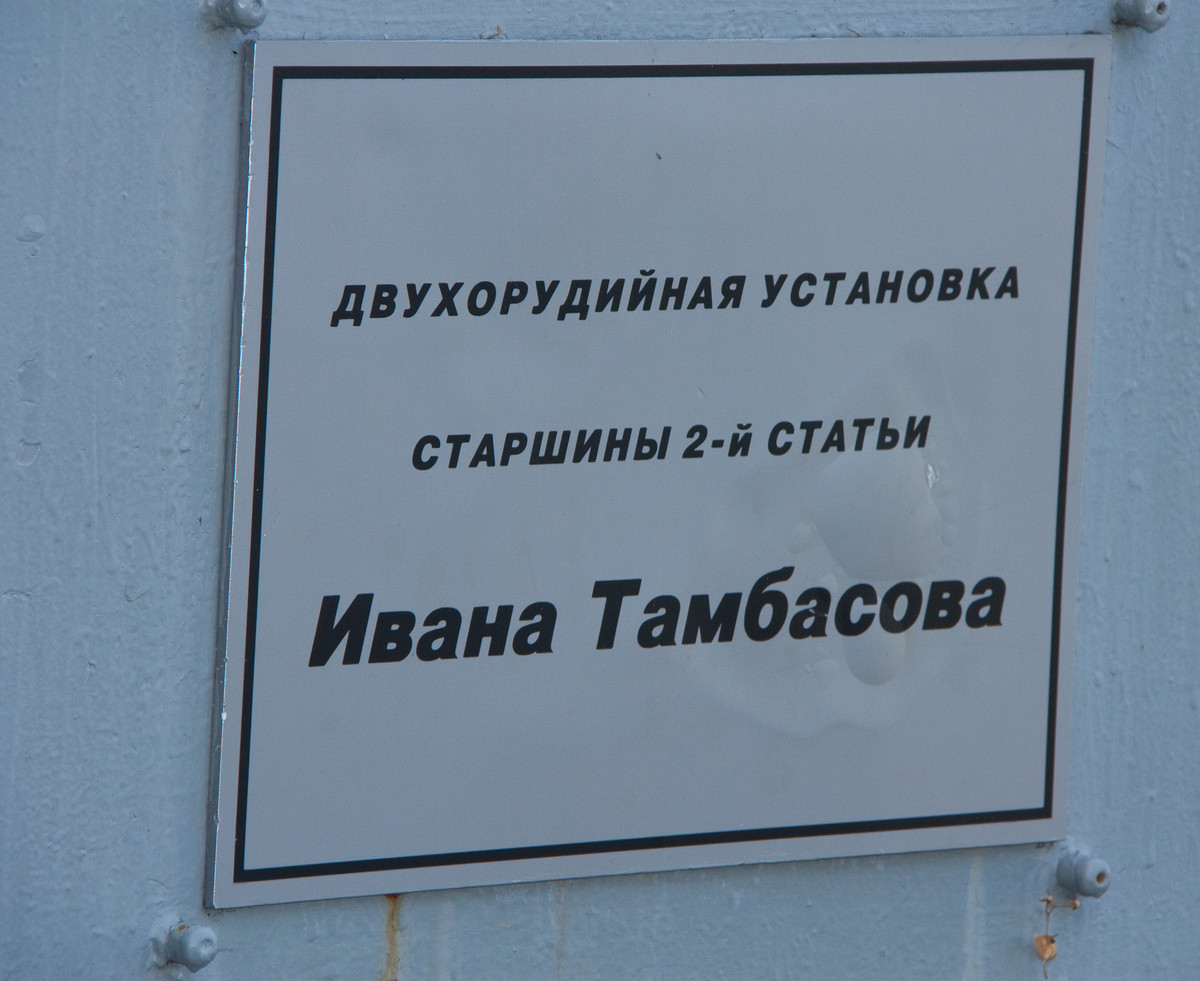 ДВУХОРУДИЙНАЯ УСТАНОВКА
СТАРШИНЫ 2-й СТАТЬИ
Ивана Тамбасова